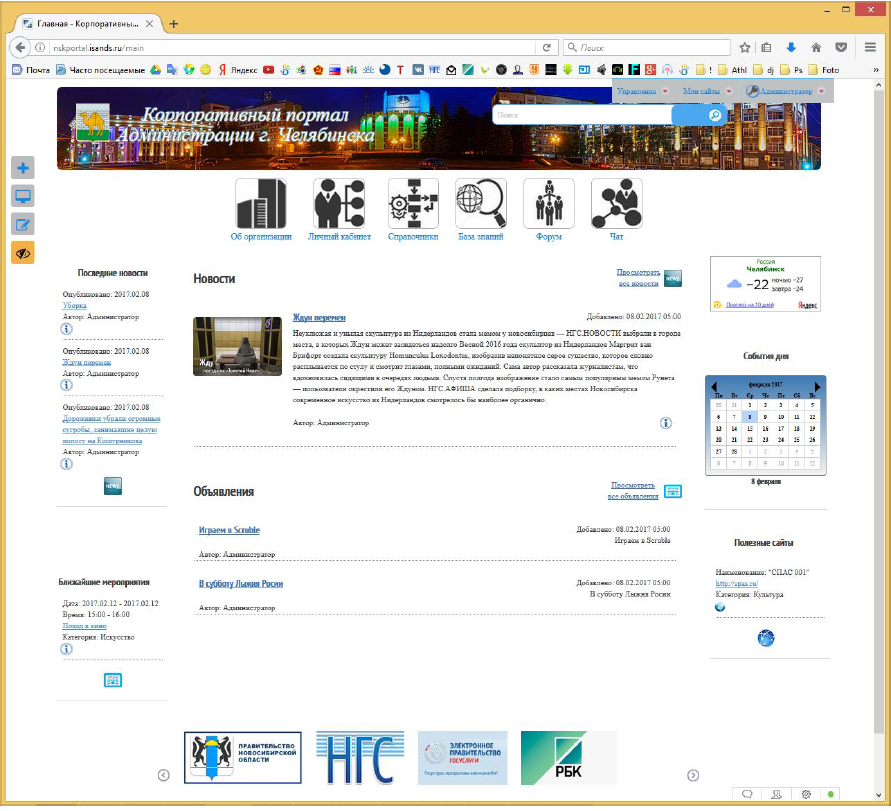 Главная - Корпоративны...
nskportal.isands.ru/main
Поиск
Почта
Часто посещаемые
Яндекс
!
Athl
dj
Ps
Foto
Управление
Мои сайты
Администратор
Корпоративный портал
Администрации г. Челябинска
Поиск
Об организации
Личный кабинет
Справочники
База знаний
Форум
Чат
Последние новости
Опубликовано: 2017.02.08
Уборка
Автор: Администратор
Опубликовано: 2017.02.08
Ждун перемен
Автор: Администратор
Опубликовано: 2017.02.08
Дорожники убрали огромные
сугробы, занимавшие целую
полосу на Кошурникова
Автор: Администратор
NEWS
Ближайшие мероприятия
Дата: 2017.02.12 - 2017.02.12
Время: 15:00 - 16:00
Поход в кино
Категория: Искусство
Новости
Просмотреть
все новости
NEWS
Ждун перемен
Добавлено: 08.02.2017 05:00
Неуклюжая и унылая скульптура из Нидерландов стала мемом у новосибирцев — НГС.НОВОСТИ выбрали в городе
места, в которых Ждун может засидеться надолго Весной 2016 года скульптор из Нидерландов Маргрит ван
Брифорт создала скульптуру Homunculus Loxodontus, изобразив непонятное серое существо, которое словно
расплывается по стулу и смотрит глазами, полными ожиданий. Сама автор рассказала журналистам, что
вдохновилась сидящими в очередях людьми. Спустя полгода изображение стало самым популярным мемом Рунета
— пользователи окрестили его Ждуном. НГС АФИША сделала подборку, в каких местах Новосибирска
современное искусство из Нидерландов смотрелось бы наиболее органично.
Автор: Администратор
Объявления
Просмотреть
все объявления
Играем в Scruble
Добавлено: 08.02.2017 05:00
Играем в Scruble
Автор: Администратор
В субботу Лыжня Росии
Добавлено: 08.02.2017 05:00
В субботу Лыжня Росии
Автор: Администратор
Россия
Челябинск
−22
ночью −27
завтра −24
Прогноз на 10 дней
Яндекс
События дня
февраля 2017
Пн Вт Ср Чт Пт Сб Вс
30 31 1 2 3 4 5
6 7 8 9 10 11 12
13 14 15 16 17 18 19
20 21 22 23 24 25 26
27 28 1 2 3 4 5
6 7 8 9 10 11 12
8 февраля
Полезные сайты
Наименование: "СПАС 001"
http://spas.ru/
Категория: Культура
ПРАВИТЕЛЬСТВО
НОВОСИБИРСКОЙ
ОБЛАСТИ
НГС
ЭЛЕКТРОННОЕ
ПРАВИТЕЛЬСТВО
ГОСУСЛУГИ
РБК